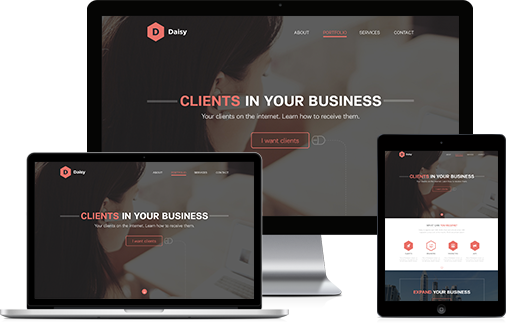 D Daisy
ABOUT PORTFOLIO SERVICES CONTACT
CLIENTS IN YOUR BUSINESS
Your clients on the internet. Learn how to receive them.
I want clients
D Daisy
ABOUT PORTFOLIO SERVICES CONTACT
CLIENTS IN YOUR BUSINESS
Your clients on the internet. Learn how to receive them.
I want clients
Daisy
CLIENTS IN YOUR BUSINESS
EXPAND YOUR BUSINESS